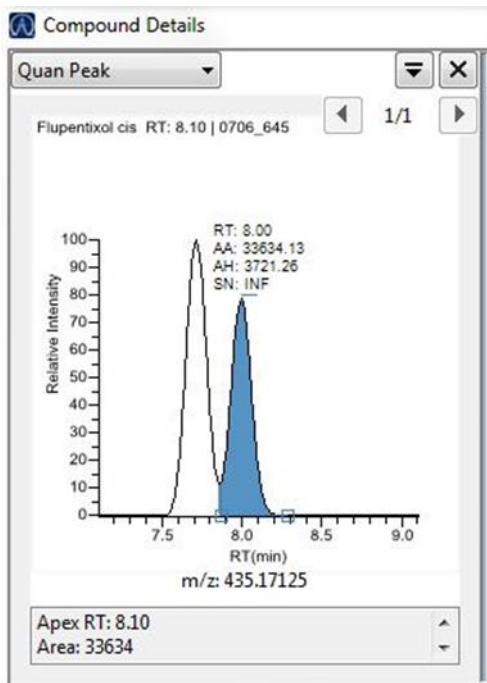 Compound Details
Quan Peak
1/1
Flupentixol cis RT: 8.10 | 0706_645
RT: 8.00
AA: 33634.13
AH: 3721.26
SN: INF
Relative Intensity
100
90
80
70
60
50
40
30
20
10
0
7.5 8.0 8.5 9.0
RT(min)
m/z: 435.17125
Apex RT: 8.10
Area: 33634